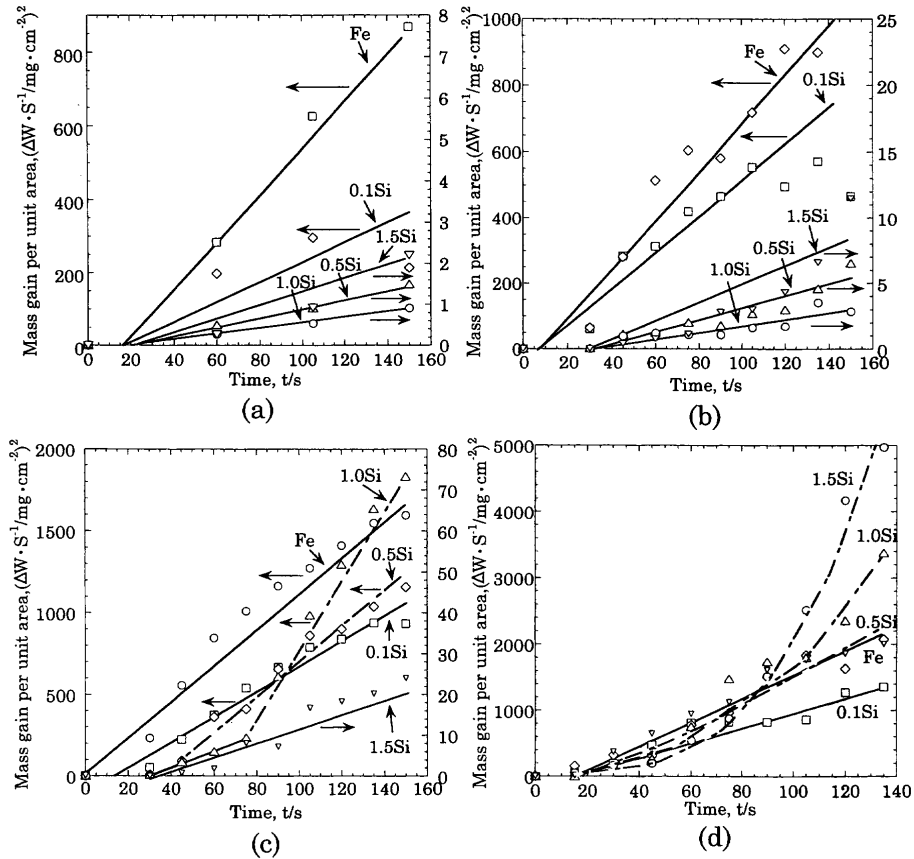 Mass gain per unit area,(ΔW・S⁻¹/mg・cm⁻²)²
800
600
400
200
0
Fe
0.1Si
1.5Si
0.5Si
1.0Si
8
7
6
5
4
3
2
1
0
0 20 40 60 80 100 120 140 160
Time, t/s
(a)
Mass gain per unit area,(ΔW・S⁻¹/mg・cm⁻²)²
1000
800
600
400
200
0
Fe
0.1Si
1.5Si
0.5Si
1.0Si
25
20
15
10
5
0
0 20 40 60 80 100 120 140 160
Time, t/s
(b)
Mass gain per unit area,(ΔW・S⁻¹/mg・cm⁻²)²
2000
1500
1000
500
0
1.0Si
Fe
0.5Si
0.1Si
1.5Si
80
70
60
50
40
30
20
10
0
0 20 40 60 80 100 120 140 160
Time, t/s
(c)
Mass gain per unit area,(ΔW・S⁻¹/mg・cm⁻²)²
5000
4000
3000
2000
1000
0
1.5Si
1.0Si
0.5Si
Fe
0.1Si
0 20 40 60 80 100 120 140
Time, t/s
(d)